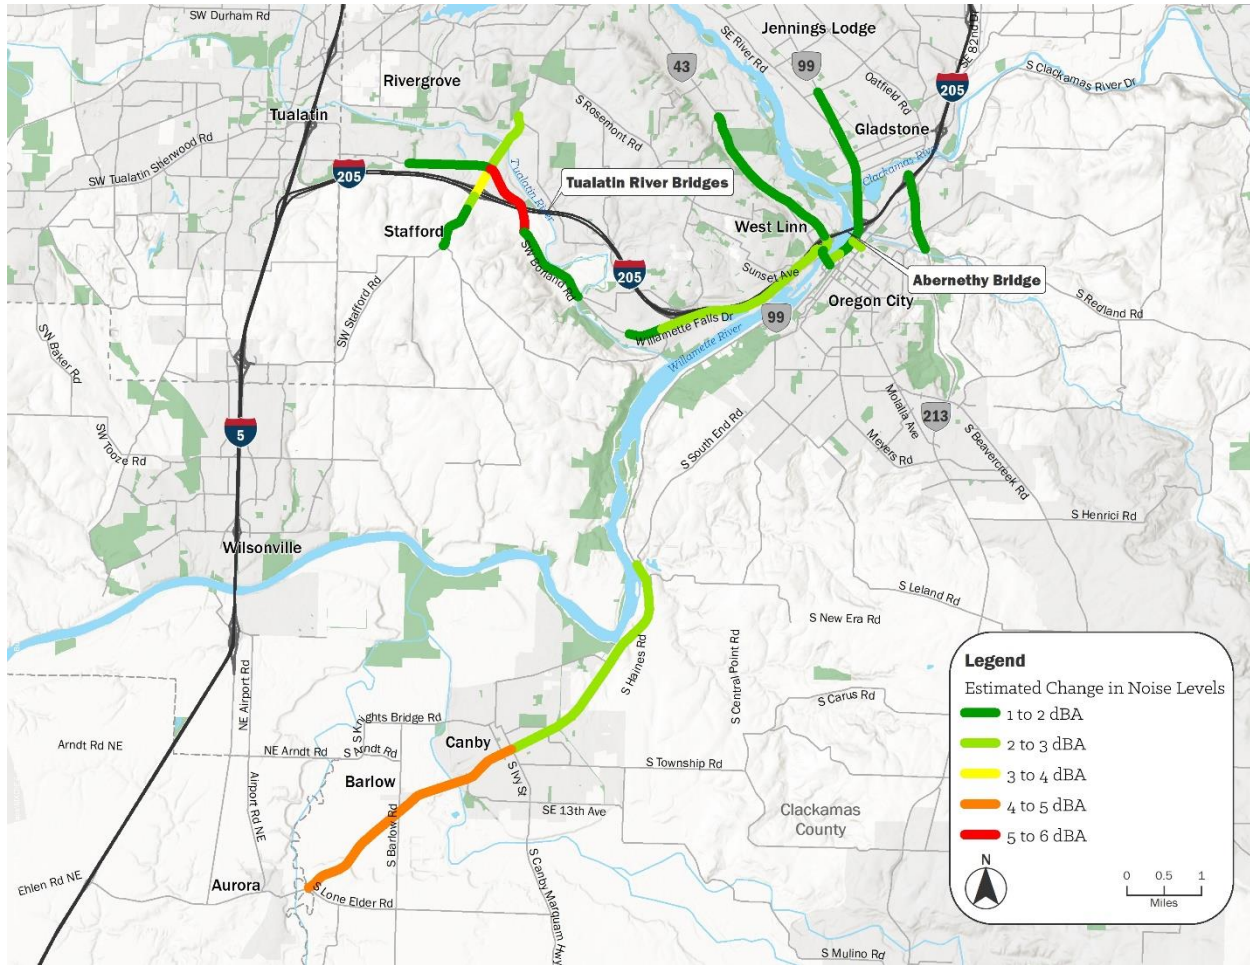 SW Durham Rd
Jennings Lodge
SE River Rd
SE 82nd Dr
43
99
Rivergrove
Oatfield Rd
S Clackamas River Dr
205
S Rosemont Rd
Tualatin
Gladstone
SW Tualatin Sherwood Rd
Clackamas River
205
Tualatin River
Tualatin River Bridges
Stafford
West Linn
SW Borland Rd
205
Sunset Ave
Abernethy Bridge
Oregon City
S Redland Rd
99
Willamette Falls Dr
Willamette River
SW Stafford Rd
SW Baker Rd
Molalla Ave
213
5
S South End Rd
Meyers Rd
S Beavercreek Rd
SW Tooze Rd
S Henrici Rd
Wilsonville
S Leland Rd
S New Era Rd
S Haines Rd
S Central Point Rd
NE Airport Rd
S Carus Rd
S Kni
ghts Bridge Rd
Arndt Rd NE
NE Arndt Rd
S Arndt Rd
Canby
S Township Rd
Barlow
S Ivy St
Airport Rd NE
S Barlow Rd
SE 13th Ave
Clackamas
County
Ehlen Rd NE
Aurora
S Lone Elder Rd
S Canby Marquam Hwy
S Mulino Rd
Legend
Estimated Change in Noise Levels
1 to 2 dBA
2 to 3 dBA
3 to 4 dBA
4 to 5 dBA
5 to 6 dBA
N
0 0.5 1
Miles